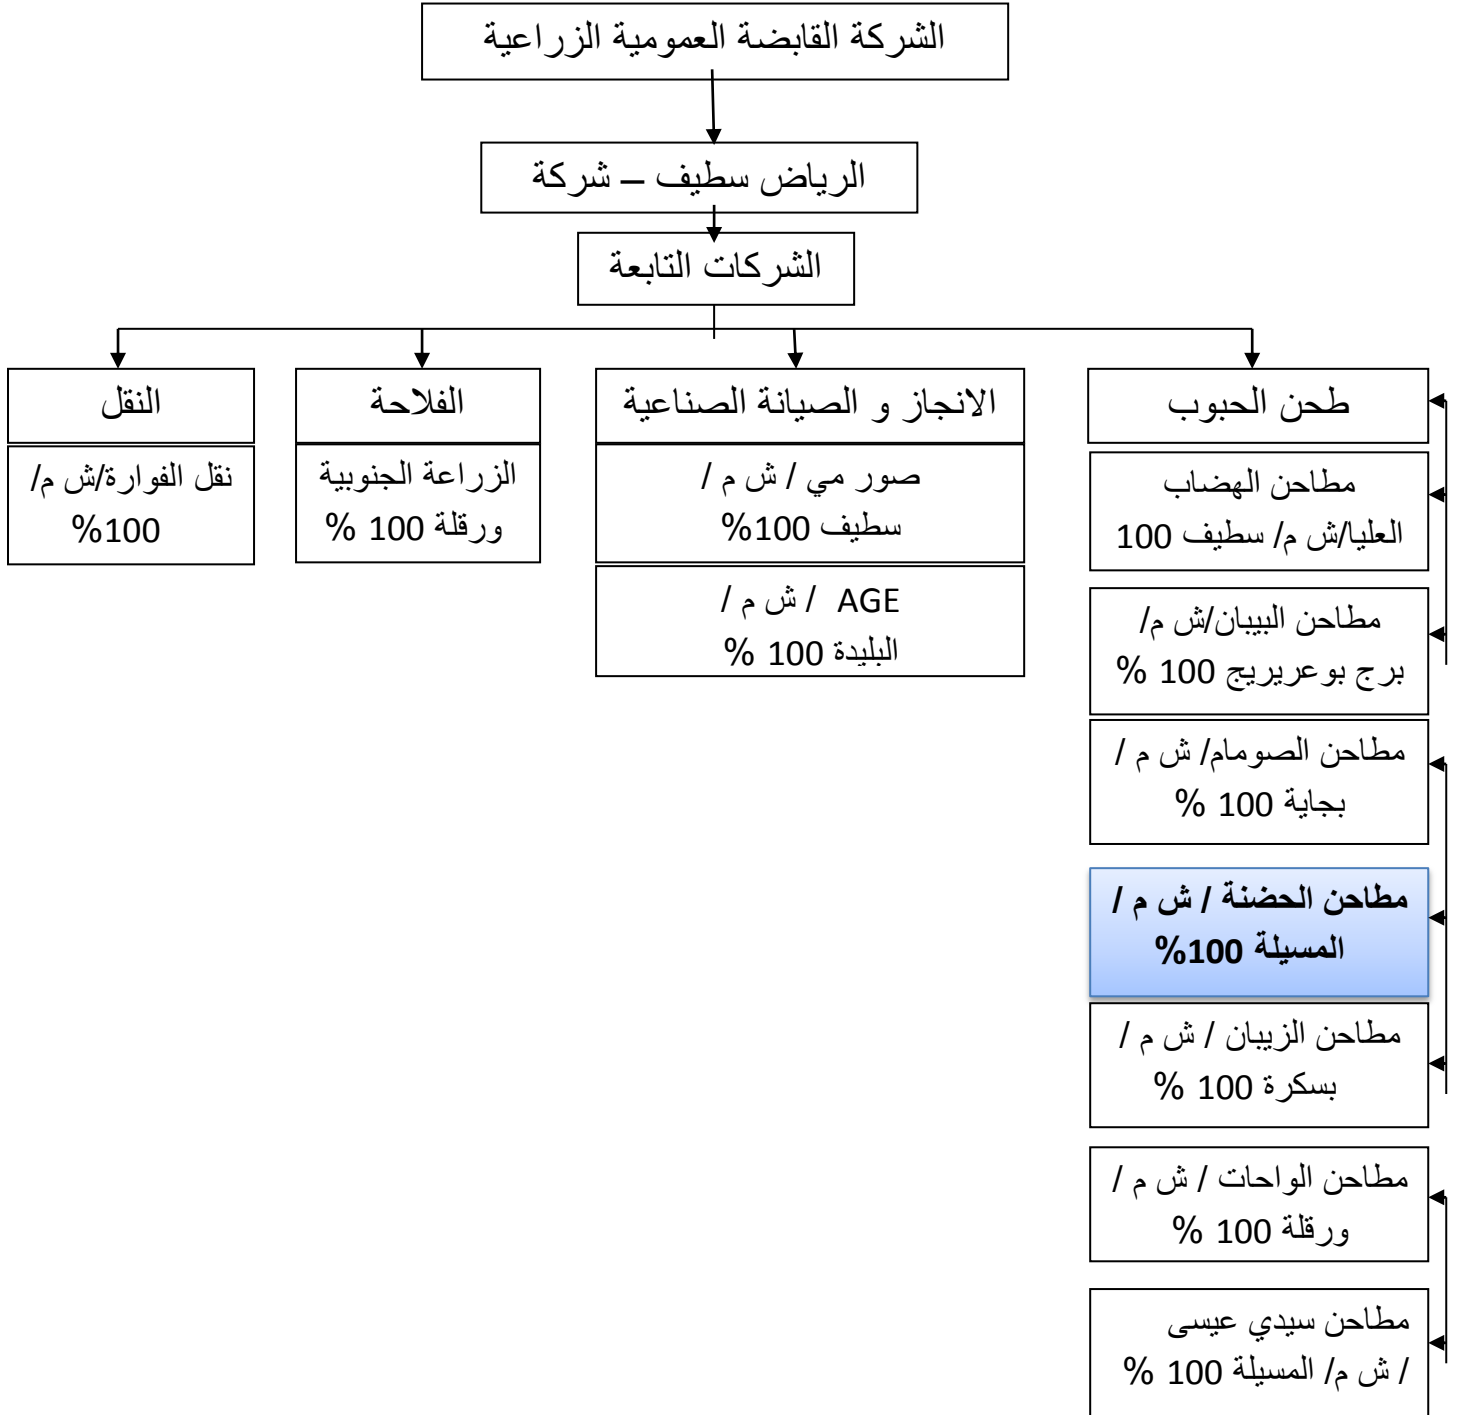 الشركة القابضة العمومية الزراعية
الرياض سطيف – شركة
الشركات التابعة
طحن الحبوب
مطاحن الهضاب
العليا/ش م/ سطيف 100
مطاحن البيبان/ش م/
برج بوعريريج 100 %
مطاحن الصومام/ ش م /
بجاية 100 %
مطاحن الحضنة / ش م /
المسيلة 100%
مطاحن الزيبان / ش م /
بسكرة 100 %
مطاحن الواحات / ش م /
ورقلة 100 %
مطاحن سيدي عيسى
/ ش م/ المسيلة 100 %
الانجاز و الصيانة الصناعية
صور مي / ش م /
سطيف 100%
AGE / ش م /
البليدة 100 %
الفلاحة
الزراعة الجنوبية
ورقلة 100 %
النقل
نقل الفوارة/ش م/
100%